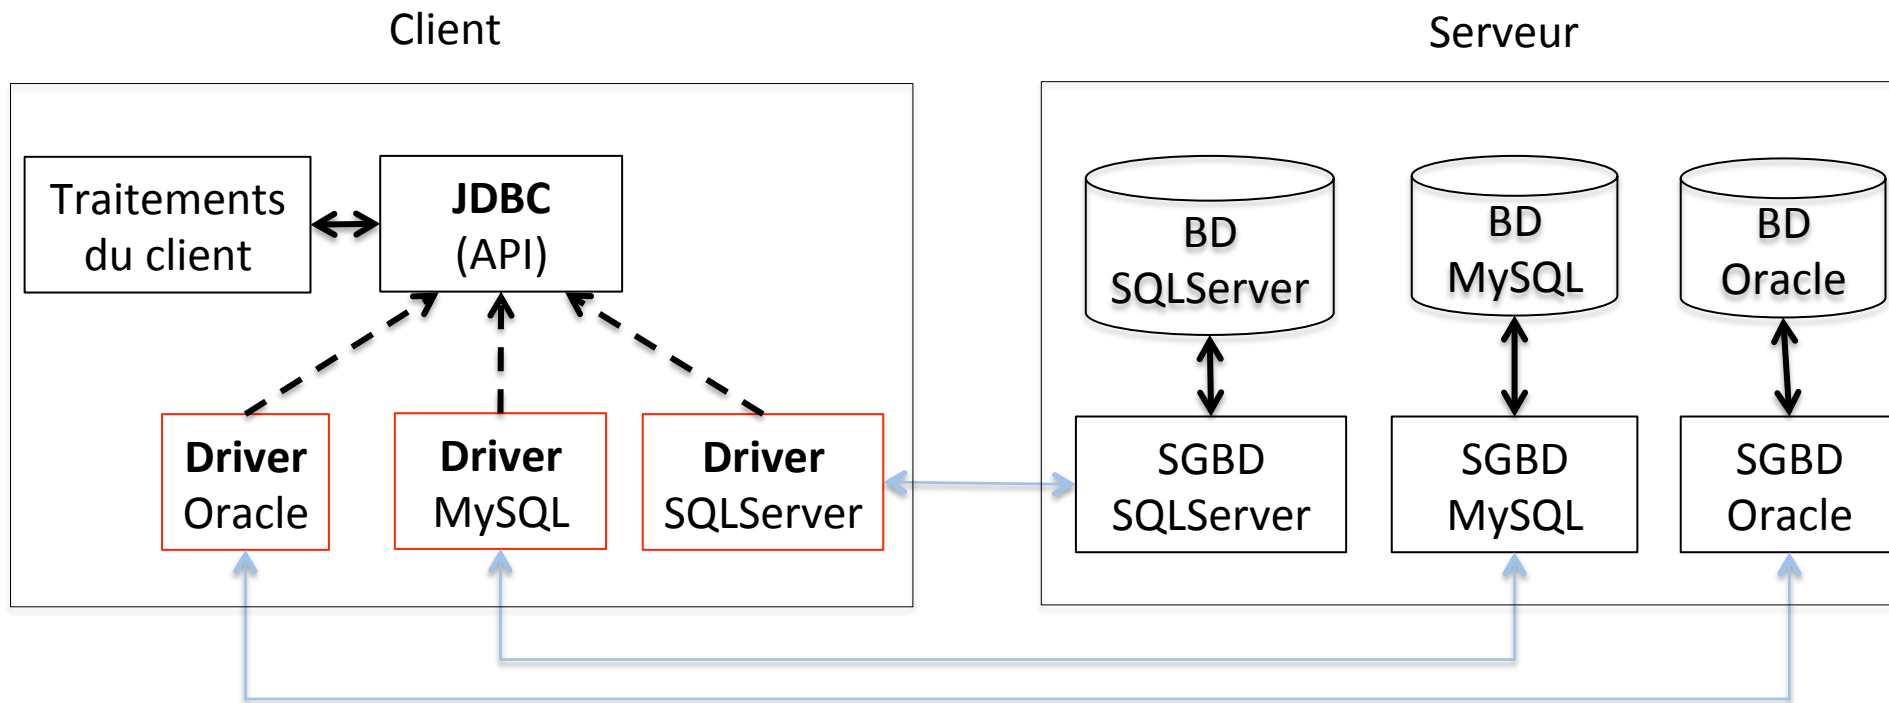 Client
Serveur
Traitements
du client
JDBC
(API)
BD
SQLServer
BD
MySQL
BD
Oracle
Driver
Oracle
Driver
MySQL
Driver
SQLServer
SGBD
SQLServer
SGBD
MySQL
SGBD
Oracle